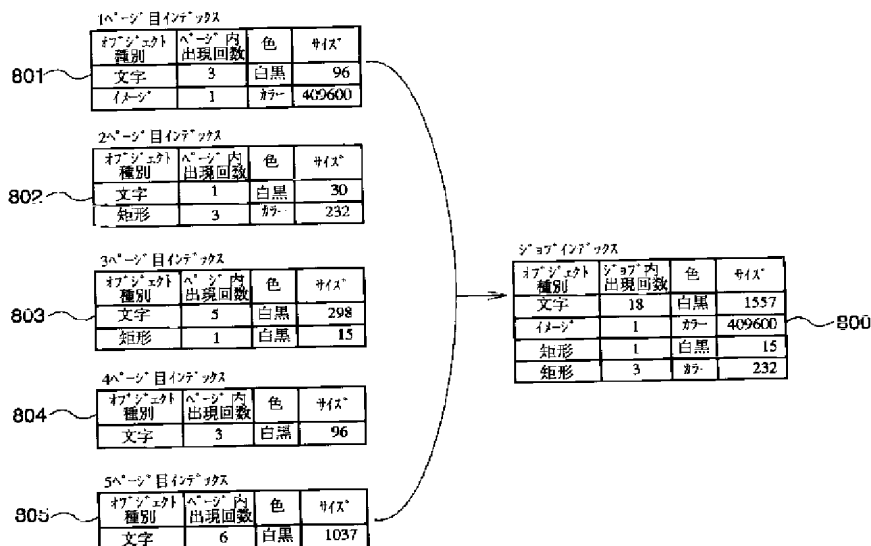 1ﾍﾟｰｼﾞ目ｲﾝﾃﾞｯｸｽ
ｵﾌﾞｼﾞｪｸﾄ種別 ﾍﾟｰｼﾞ内出現回数 色 ｻｲｽﾞ
文字 3 白黒 96
ｲﾒｰｼﾞ 1 ｶﾗｰ 409600
801
2ﾍﾟｰｼﾞ目ｲﾝﾃﾞｯｸｽ
ｵﾌﾞｼﾞｪｸﾄ種別 ﾍﾟｰｼﾞ内出現回数 色 ｻｲｽﾞ
文字 1 白黒 30
矩形 3 ｶﾗｰ 232
802
3ﾍﾟｰｼﾞ目ｲﾝﾃﾞｯｸｽ
ｵﾌﾞｼﾞｪｸﾄ種別 ﾍﾟｰｼﾞ内出現回数 色 ｻｲｽﾞ
文字 5 白黒 298
矩形 1 白黒 15
803
4ﾍﾟｰｼﾞ目ｲﾝﾃﾞｯｸｽ
ｵﾌﾞｼﾞｪｸﾄ種別 ﾍﾟｰｼﾞ内出現回数 色 ｻｲｽﾞ
文字 3 白黒 96
804
5ﾍﾟｰｼﾞ目ｲﾝﾃﾞｯｸｽ
ｵﾌﾞｼﾞｪｸﾄ種別 ﾍﾟｰｼﾞ内出現回数 色 ｻｲｽﾞ
文字 6 白黒 1037
805
ｼﾞｮﾌﾞｲﾝﾃﾞｯｸｽ
ｵﾌﾞｼﾞｪｸﾄ種別 ｼﾞｮﾌﾞ内出現回数 色 ｻｲｽﾞ
文字 18 白黒 1557
ｲﾒｰｼﾞ 1 ｶﾗｰ 409600
矩形 1 白黒 15
矩形 3 ｶﾗｰ 232
800